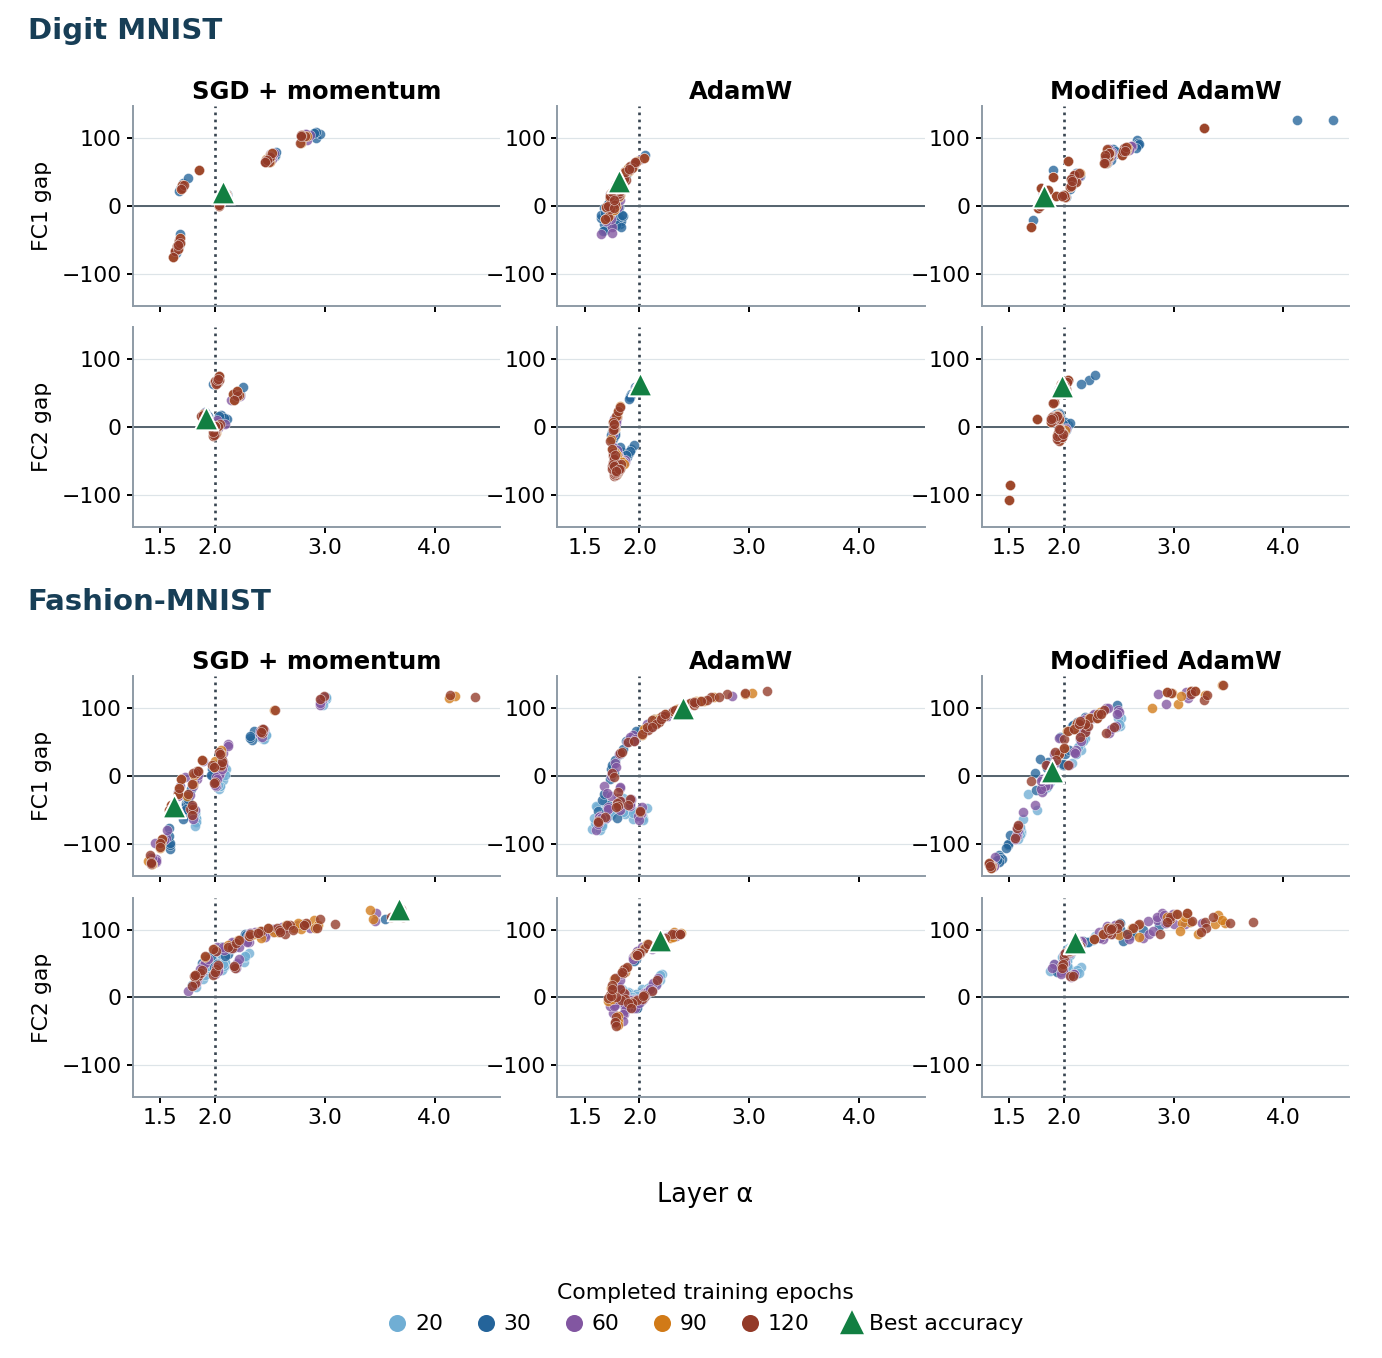 Digit MNIST
SGD + momentum AdamW Modified AdamW
FC1 gap
100 100 100
0 0 0
−100 −100 −100
FC2 gap
100 100 100
0 0 0
−100 −100 −100
1.5 2.0 3.0 4.0 1.5 2.0 3.0 4.0 1.5 2.0 3.0 4.0
Fashion-MNIST
SGD + momentum AdamW Modified AdamW
FC1 gap
100 100 100
0 0 0
−100 −100 −100
FC2 gap
100 100 100
0 0 0
−100 −100 −100
1.5 2.0 3.0 4.0 1.5 2.0 3.0 4.0 1.5 2.0 3.0 4.0
Layer α
Completed training epochs
20 30 60 90 120 Best accuracy